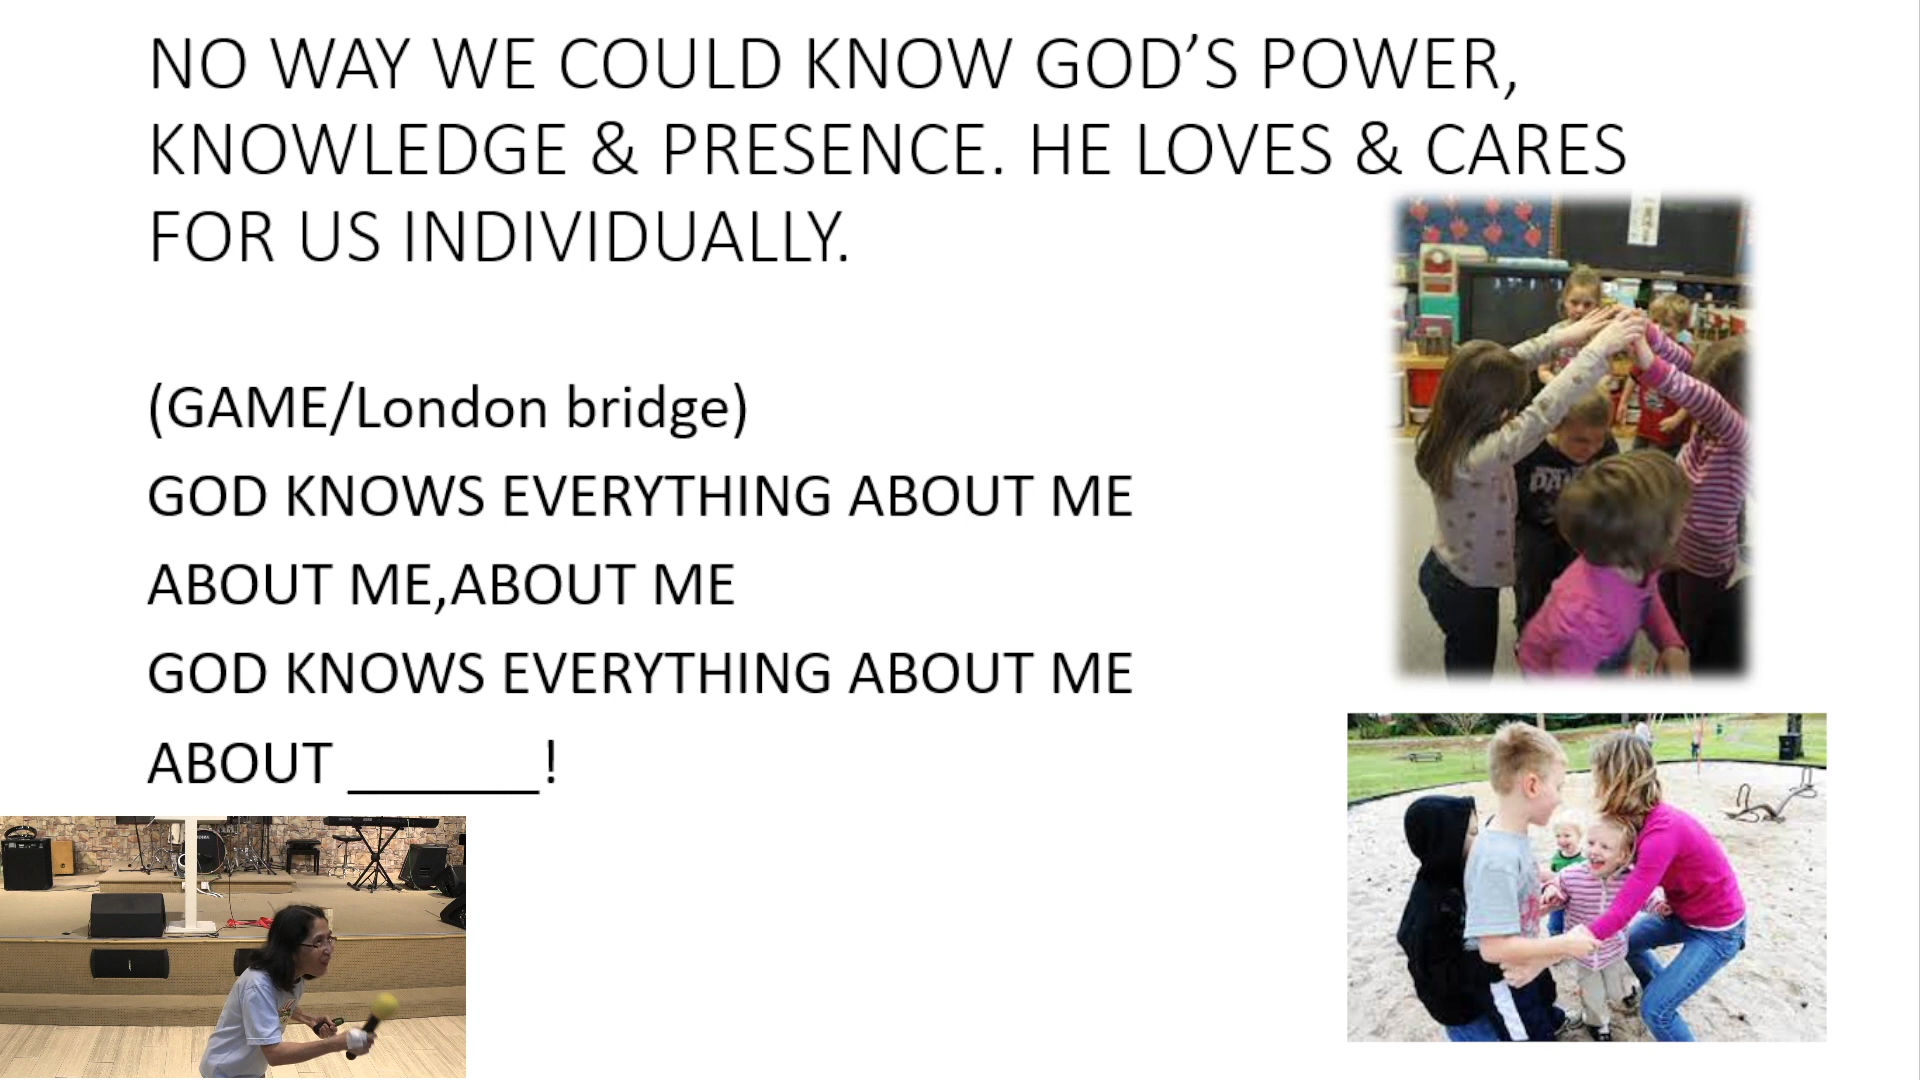 NO WAY WE COULD KNOW GOD’S POWER,
KNOWLEDGE & PRESENCE. HE LOVES & CARES
FOR US INDIVIDUALLY.
(GAME/London bridge)
GOD KNOWS EVERYTHING ABOUT ME
ABOUT ME,ABOUT ME
GOD KNOWS EVERYTHING ABOUT ME
ABOUT _______!